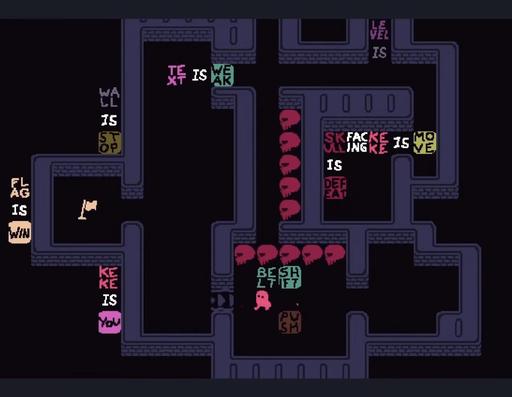 LEVEL
IS
TEXT IS WEAK
WALL
IS
STOP
SKULL FACING KEKE IS MOVE
IS
DEFEAT
FLAG
IS
WIN
KEKE
IS
YOU
BELT SHIFT
PUSH